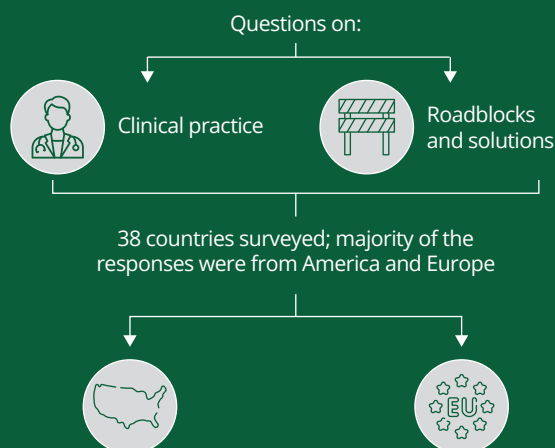 Questions on:
Clinical practice
Roadblocks
and solutions
38 countries surveyed; majority of the
responses were from America and Europe
EU